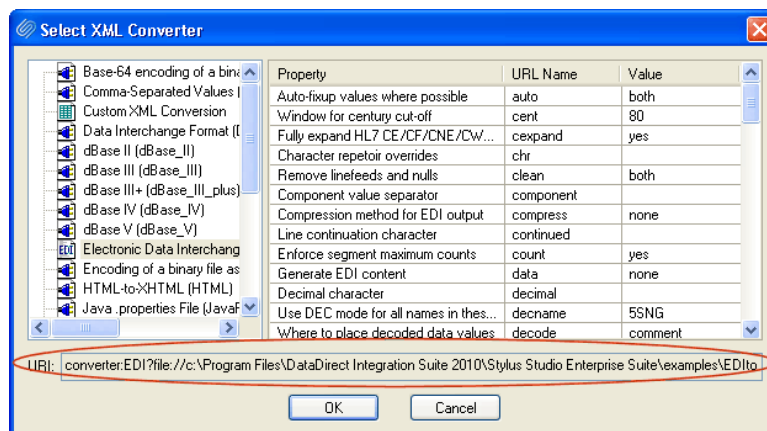 Select XML Converter
Base-64 encoding of a bina
Comma-Separated Values (
Custom XML Conversion
Data Interchange Format (D
dBase II (dBase_II)
dBase III (dBase_III)
dBase III+ (dBase_III_plus)
dBase IV (dBase_IV)
dBase V (dBase_V)
EDI Electronic Data Interchang
Encoding of a binary file as
HTML-to-XHTML (HTML)
Java .properties File (JavaF
Property URL Name Value
Auto-fixup values where possible auto both
Window for century cut-off cent 80
Fully expand HL7 CE/CF/CNE/CW... cexpand yes
Character repetoir overrides chr
Remove linefeeds and nulls clean both
Component value separator component
Compression method for EDI output compress none
Line continuation character continued
Enforce segment maximum counts count yes
Generate EDI content data none
Decimal character decimal
Use DEC mode for all names in thes... decname 5SNG
Where to place decoded data values decode comment
URI: converter:EDI?file://c:\Program Files\DataDirect Integration Suite 2010\Stylus Studio Enterprise Suite\examples\EDIto
OK Cancel